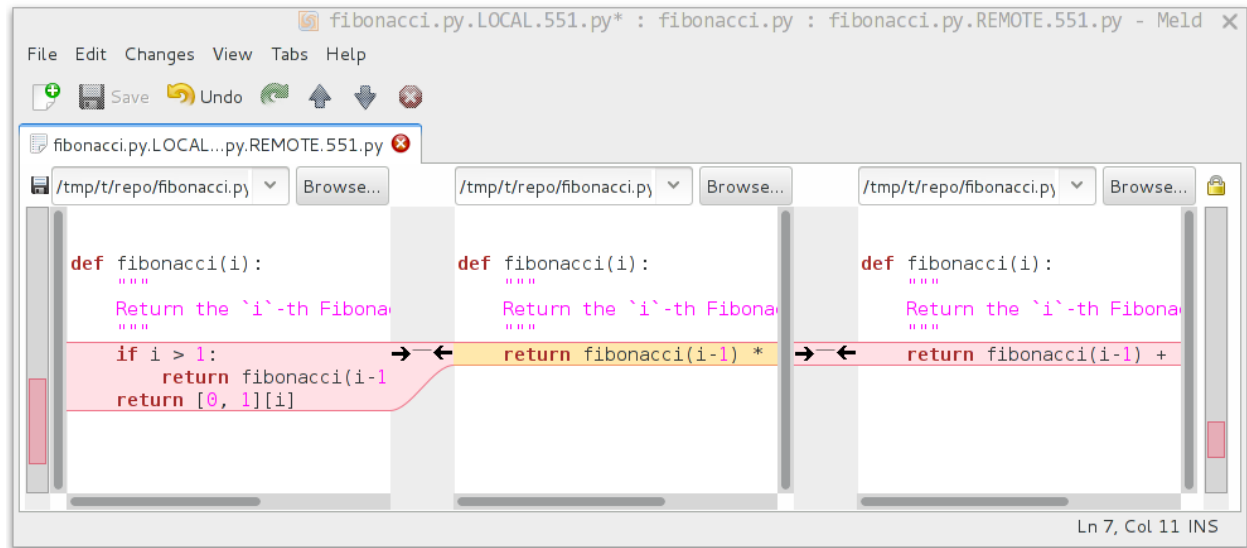 fibonacci.py.LOCAL.551.py* : fibonacci.py : fibonacci.py.REMOTE.551.py - Meld
File Edit Changes View Tabs Help
Save Undo
fibonacci.py.LOCAL...py.REMOTE.551.py
/tmp/t/repo/fibonacci.py Browse... /tmp/t/repo/fibonacci.py Browse... /tmp/t/repo/fibonacci.py Browse...
def fibonacci(i):
"""
Return the `i`-th Fibona
"""
if i > 1:
return fibonacci(i-1
return [0, 1][i]
def fibonacci(i):
"""
Return the `i`-th Fibona
"""
return fibonacci(i-1) *
def fibonacci(i):
"""
Return the `i`-th Fibona
"""
return fibonacci(i-1) +
Ln 7, Col 11 INS